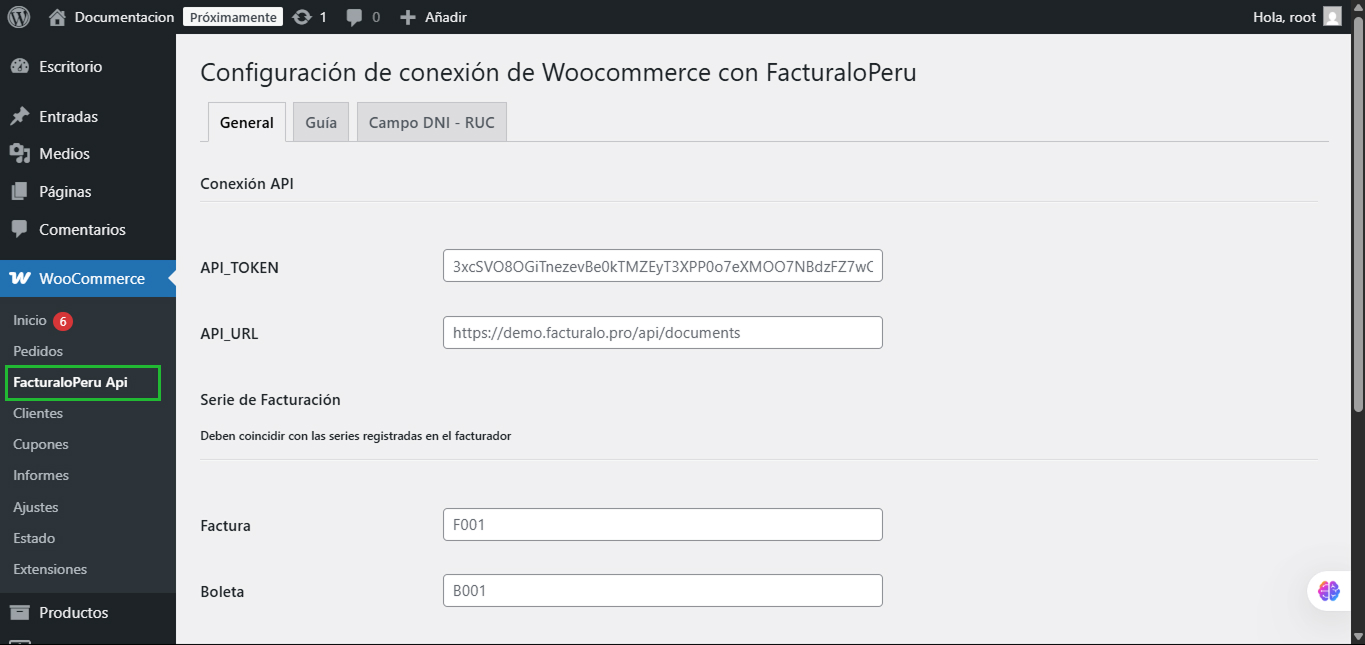 Documentacion Próximamente 1 0 Añadir Hola, root
Escritorio
Entradas
Medios
Páginas
Comentarios
WooCommerce
Inicio 6
Pedidos
FacturaloPeru Api
Clientes
Cupones
Informes
Ajustes
Estado
Extensiones
Productos
Configuración de conexión de Woocommerce con FacturaloPeru
General Guía Campo DNI - RUC
Conexión API
API_TOKEN 3xcSVO8OGiTnezevBe0kTMZEyT3XPP0o7eXMOO7NBdzFZ7wC
API_URL https://demo.facturalo.pro/api/documents
Serie de Facturación
Deben coincidir con las series registradas en el facturador
Factura F001
Boleta B001